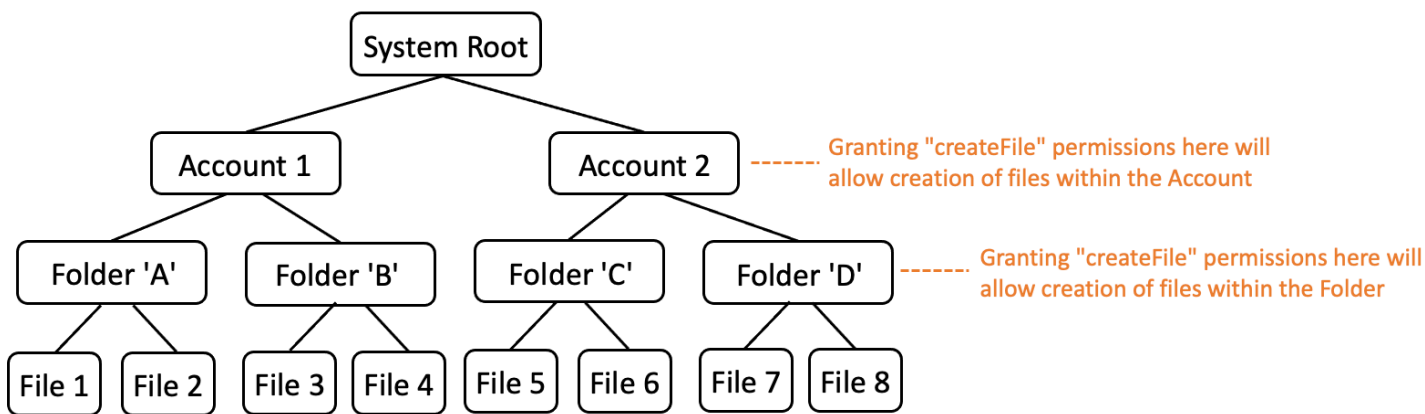 System Root
Account 1
Account 2
Granting "createFile" permissions here will
allow creation of files within the Account
Folder 'A'
Folder 'B'
Folder 'C'
Folder 'D'
Granting "createFile" permissions here will
allow creation of files within the Folder
File 1
File 2
File 3
File 4
File 5
File 6
File 7
File 8